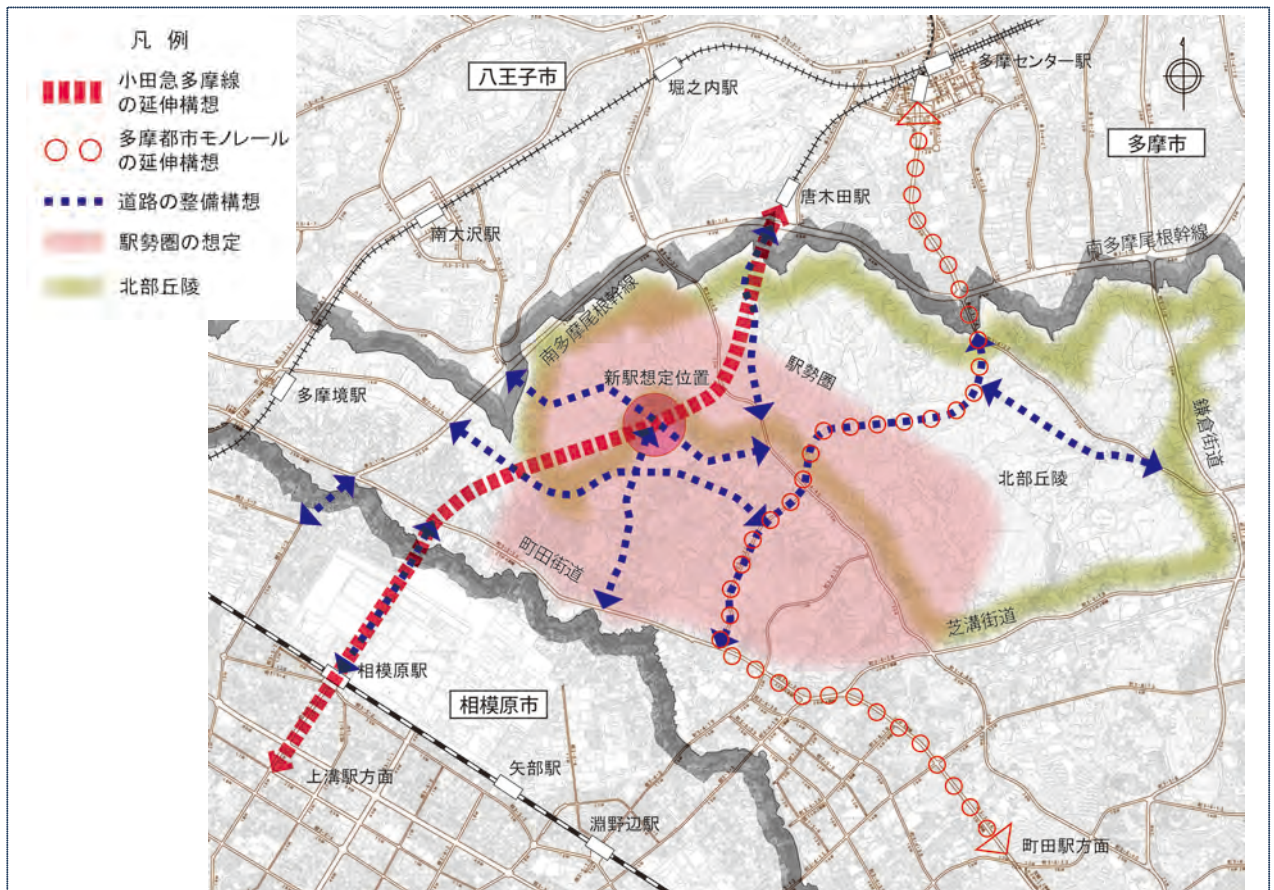 凡 例
小田急多摩線
の延伸構想
多摩都市モノレール
の延伸構想
道路の整備構想
駅勢圏の想定
北部丘陵
八王子市
堀之内駅
多摩センター駅
多摩市
唐木田駅
南大沢駅
南多摩尾根幹線
南多摩尾根幹線
多摩境駅
新駅想定位置
駅勢圏
鎌倉街道
北部丘陵
町田街道
芝溝街道
相模原駅
相模原市
上溝駅方面
矢部駅
淵野辺駅
町田駅方面